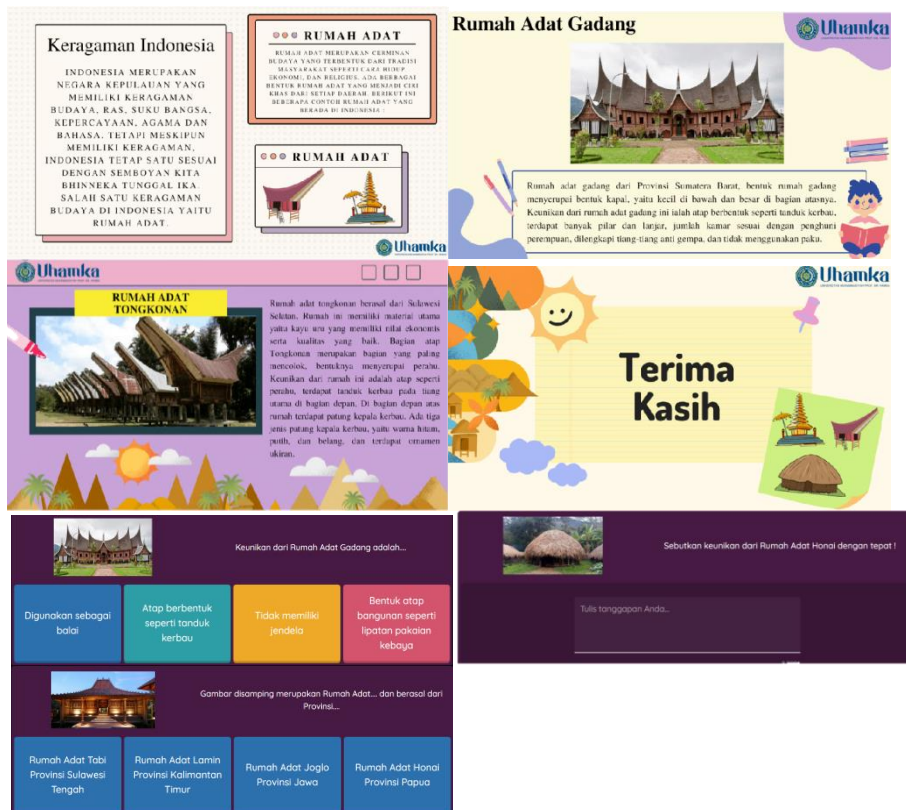 Keragaman Indonesia
INDONESIA MERUPAKAN
NEGARA KEPULAUAN YANG
MEMILIKI KERAGAMAN
BUDAYA, RAS, SUKU BANGSA,
KEPERCAYAAN, AGAMA DAN
BAHASA. TETAPI MESKIPUN
MEMILIKI KERAGAMAN,
INDONESIA TETAP SATU SESUAI
DENGAN SEMBOYAN KITA
BHINNEKA TUNGGAL IKA.
SALAH SATU KERAGAMAN
BUDAYA DI INDONESIA YAITU
RUMAH ADAT.
RUMAH ADAT
RUMAH ADAT MERUPAKAN CERMINAN
BUDAYA YANG TERBENTUK DARI TRADISI
MASYARAKAT SEPERTI CARA HIDUP,
EKONOMI, DAN RELIGIUS. ADA BERBAGAI
BENTUK RUMAH ADAT YANG MENJADI CIRI
KHAS DARI SETIAP DAERAH. BERIKUT INI
BEBERAPA CONTOH RUMAH ADAT YANG
BERADA DI INDONESIA :
RUMAH ADAT
Uhamka
Rumah Adat Gadang
Uhamka
Rumah adat gadang dari Provinsi Sumatera Barat, bentuk rumah gadang
menyerupai bentuk kapal, yaitu kecil di bawah dan besar di bagian atasnya.
Keunikan dari rumah adat gadang ini ialah atap berbentuk seperti tanduk kerbau,
terdapat banyak pilar dan lanjar, jumlah kamar sesuai dengan penghuni
perempuan, dilengkapi tiang-tiang anti gempa, dan tidak menggunakan paku.
Uhamka
RUMAH ADAT
TONGKONAN
Rumah adat tongkonan berasal dari Sulawesi
Selatan. Rumah ini memiliki material utama
yaitu kayu uru yang memiliki nilai ekonomis
serta kualitas yang baik. Bagian atap
Tongkonan merupakan bagian yang paling
mencolok, bentuknya menyerupai perahu.
Keunikan dari rumah ini adalah atap seperti
perahu, terdapat tanduk kerbau pada tiang
utama di bagian depan. Di bagian depan atas
rumah terdapat patung kepala kerbau. Ada tiga
jenis patung kepala kerbau, yaitu warna hitam,
putih, dan belang, dan terdapat ornamen
ukiran.
Uhamka
Terima
Kasih
Keunikan dari Rumah Adat Gadang adalah...
Digunakan sebagai
balai
Atap berbentuk
seperti tanduk
kerbau
Tidak memiliki
jendela
Bentuk atap
bangunan seperti
lipatan pakaian
kebaya
Sebutkan keunikan dari Rumah Adat Honai dengan tepat !
Tulis tanggapan Anda...
Gambar disamping merupakan Rumah Adat... dan berasal dari
Provinsi...
Rumah Adat Tabi
Provinsi Sulawesi
Tengah
Rumah Adat Lamin
Provinsi Kalimantan
Timur
Rumah Adat Joglo
Provinsi Jawa
Rumah Adat Honai
Provinsi Papua